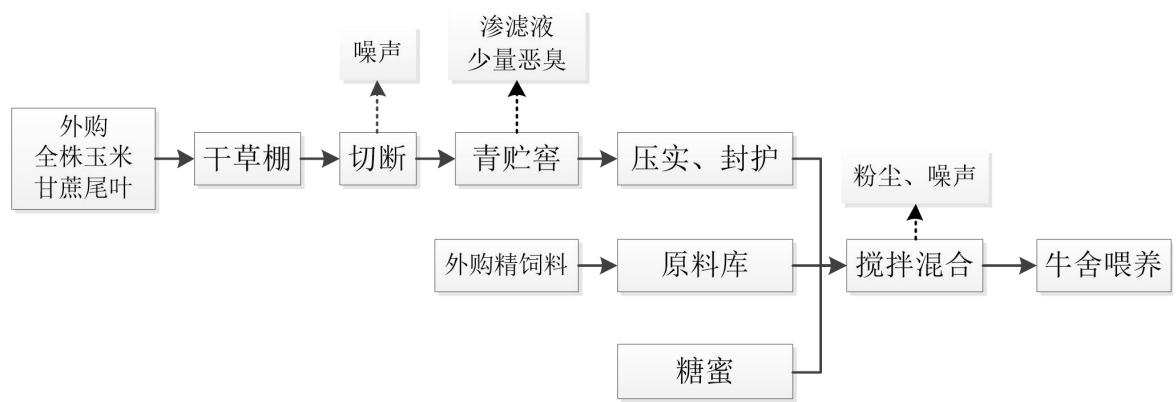 渗滤液
少量恶臭
噪声
外购
全株玉米
甘蔗尾叶
干草棚
切断
青贮窖
压实、封护
粉尘、噪声
外购精饲料
原料库
搅拌混合
牛舍喂养
糖蜜